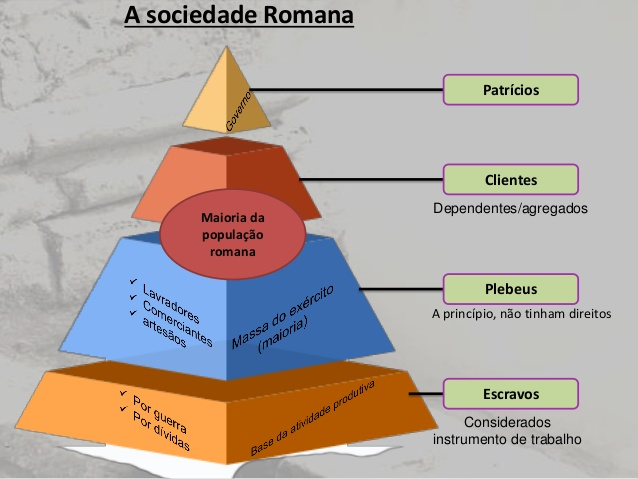 A sociedade Romana
Governo
Patrícios
Clientes
Dependentes/agregados
Maioria da
população
romana
Lavradores
Comerciantes
artesãos
Massa do exército
(maioria)
Plebeus
A princípio, não tinham direitos
Por guerra
Por dívidas
Base da atividade produtiva
Escravos
Considerados
instrumento de trabalho